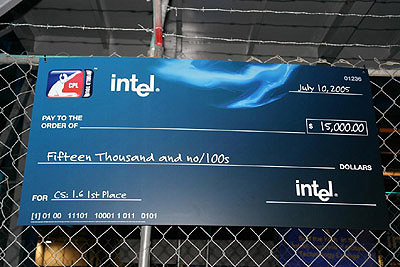 CPL
intel.
01236
July 10, 2005
PAY TO THE
ORDER OF
$ 15,000.00
Fifteen Thousand and no/100s
DOLLARS
intel.
FOR CS: 1.6 1st Place
[1] 01 00 11101 10001 1 011 0101